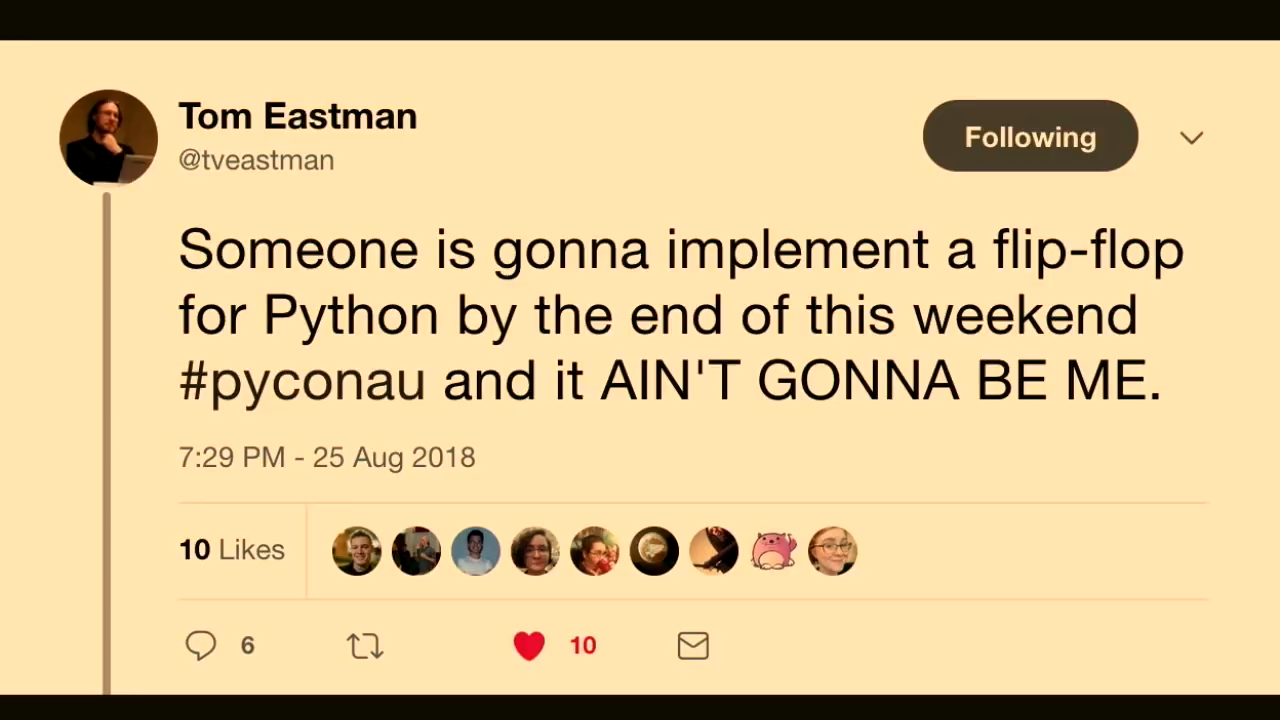 Tom Eastman
@tveastman
Following
Someone is gonna implement a flip-flop
for Python by the end of this weekend
#pyconau and it AIN'T GONNA BE ME.
7:29 PM - 25 Aug 2018
10 Likes
6
10